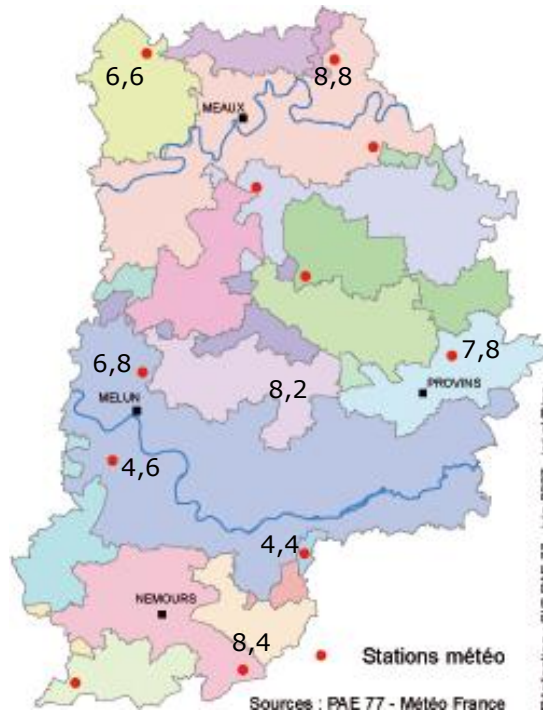 6,6
8,8
MEAUX
7,8
6,8
8,2
PROVINS
MELUN
4,6
4,4
NEMOURS
8,4
Stations météo
Sources : PAE 77 - Météo France